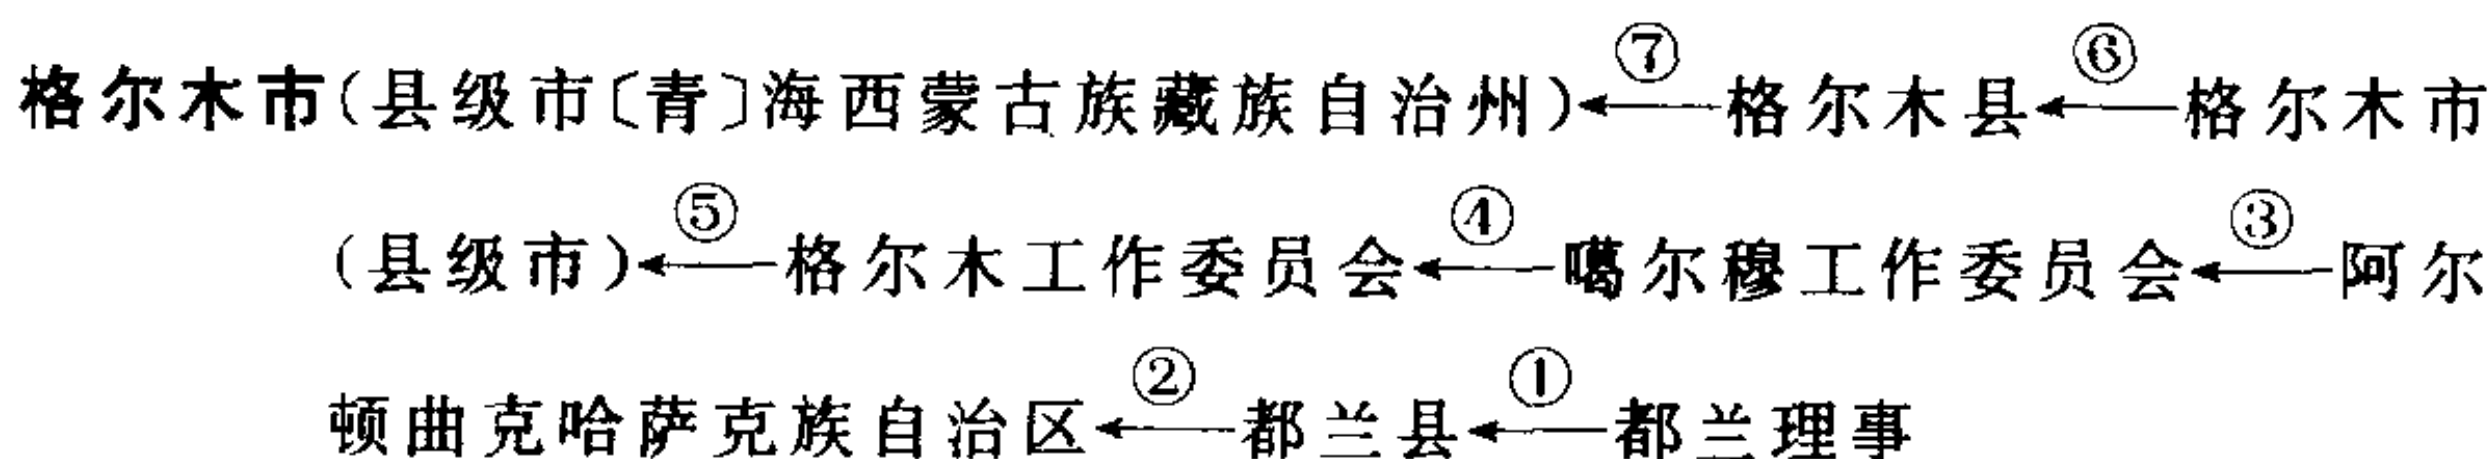 格尔木市(县级市〔青〕海西蒙古族藏族自治州)←⑦格尔木县←⑥格尔木市
(县级市)←⑤格尔木工作委员会←④噶尔穆工作委员会←③阿尔
顿曲克哈萨克族自治区←②都兰县←①都兰理事